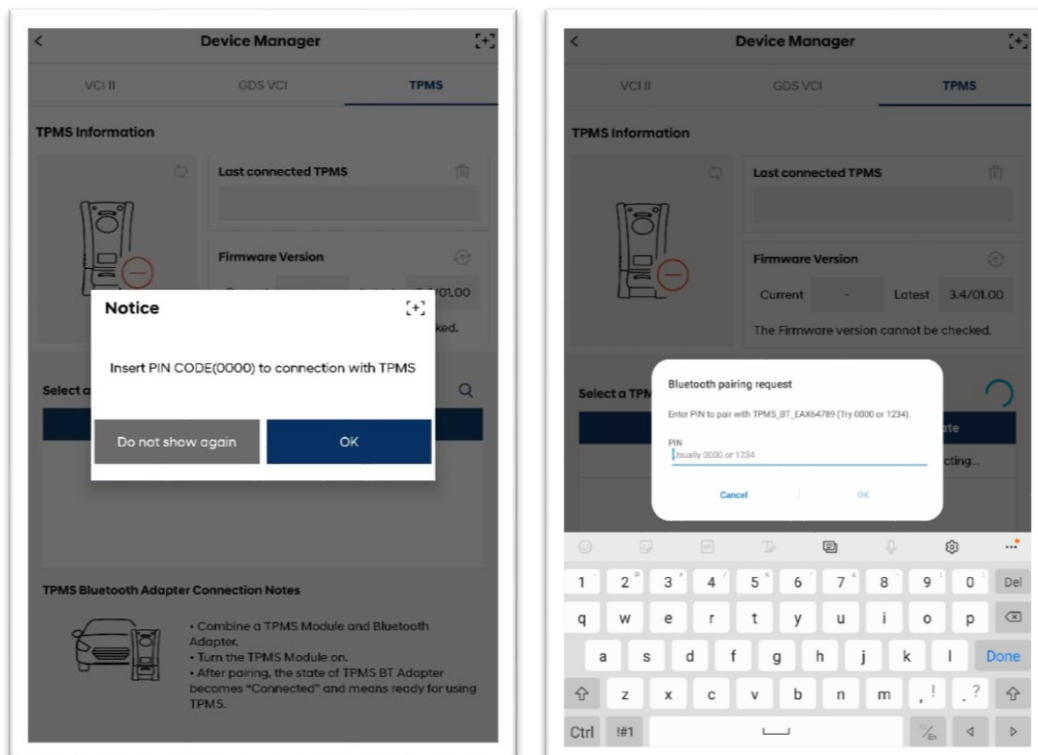 Device Manager
VCI II
GDS VCI
TPMS
TPMS Information
Last connected TPMS
Firmware Version
01.00
Notice
ked.
Insert PIN CODE(0000) to connection with TPMS
Select a
Do not show again
OK
TPMS Bluetooth Adapter Connection Notes
• Combine a TPMS Module and Bluetooth
Adapter.
• Turn the TPMS Module on.
• After pairing, the state of TPMS BT Adapter
becomes “Connected” and means ready for using
TPMS.
Device Manager
VCI II
GDS VCI
TPMS
TPMS Information
Last connected TPMS
Firmware Version
Current - Latest 3.4/01.00
The Firmware version cannot be checked.
Select a TPM
Bluetooth pairing request
Enter PIN to pair with TPMS_BT_EAX64789 (Try 0000 or 1234).
ate
PIN
Usually 0000 or 1234
cting...
Cancel
OK
1 2 3 4 5 6 7 8 9 0 Del
q w e r t y u i o p
a s d f g h j k l Done
z x c v b n m , ! . ?
Ctrl !#1